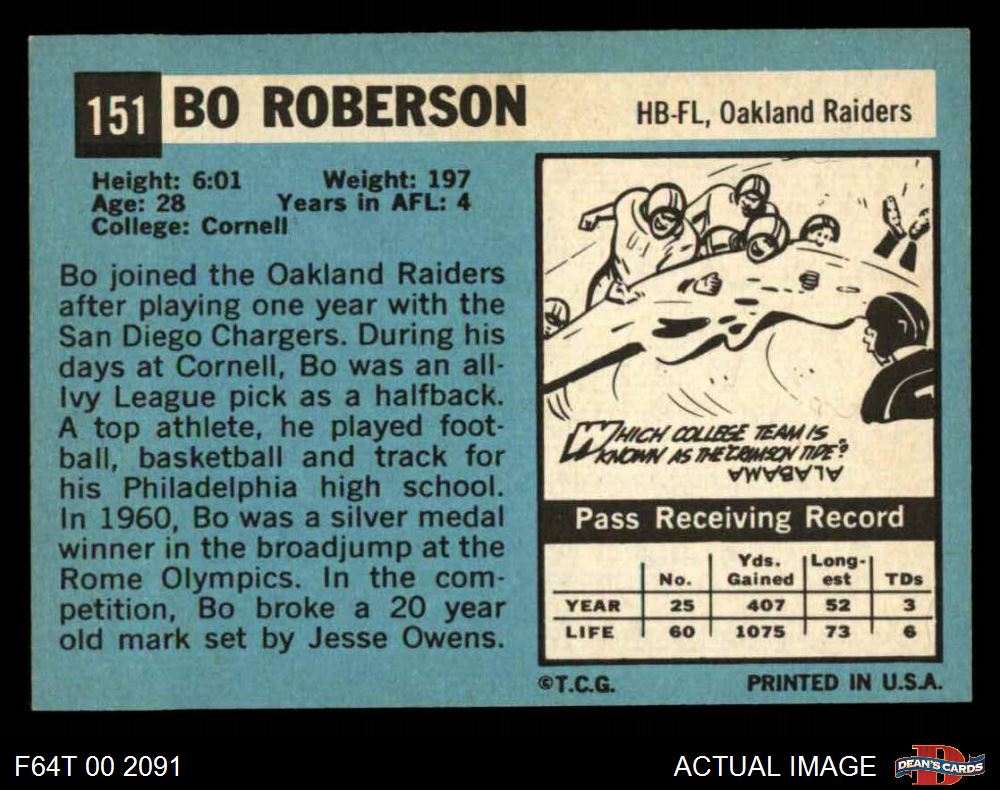 151 BO ROBERSON HB-FL, Oakland Raiders
Height: 6:01 Weight: 197
Age: 28 Years in AFL: 4
College: Cornell
Bo joined the Oakland Raiders
after playing one year with the
San Diego Chargers. During his
days at Cornell, Bo was an all-
Ivy League pick as a halfback.
A top athlete, he played foot-
ball, basketball and track for
his Philadelphia high school.
In 1960, Bo was a silver medal
winner in the broadjump at the
Rome Olympics. In the com-
petition, Bo broke a 20 year
old mark set by Jesse Owens.
WHICH COLLEGE TEAM IS
KNOWN AS THE "CRIMSON TIDE"?
ALABAMA
Pass Receiving Record
No. Yds. Gained Long-est TDs
YEAR 25 407 52 3
LIFE 60 1075 73 6
©T.C.G. PRINTED IN U.S.A.
F64T 00 2091 ACTUAL IMAGE D DEAN'S CARDS